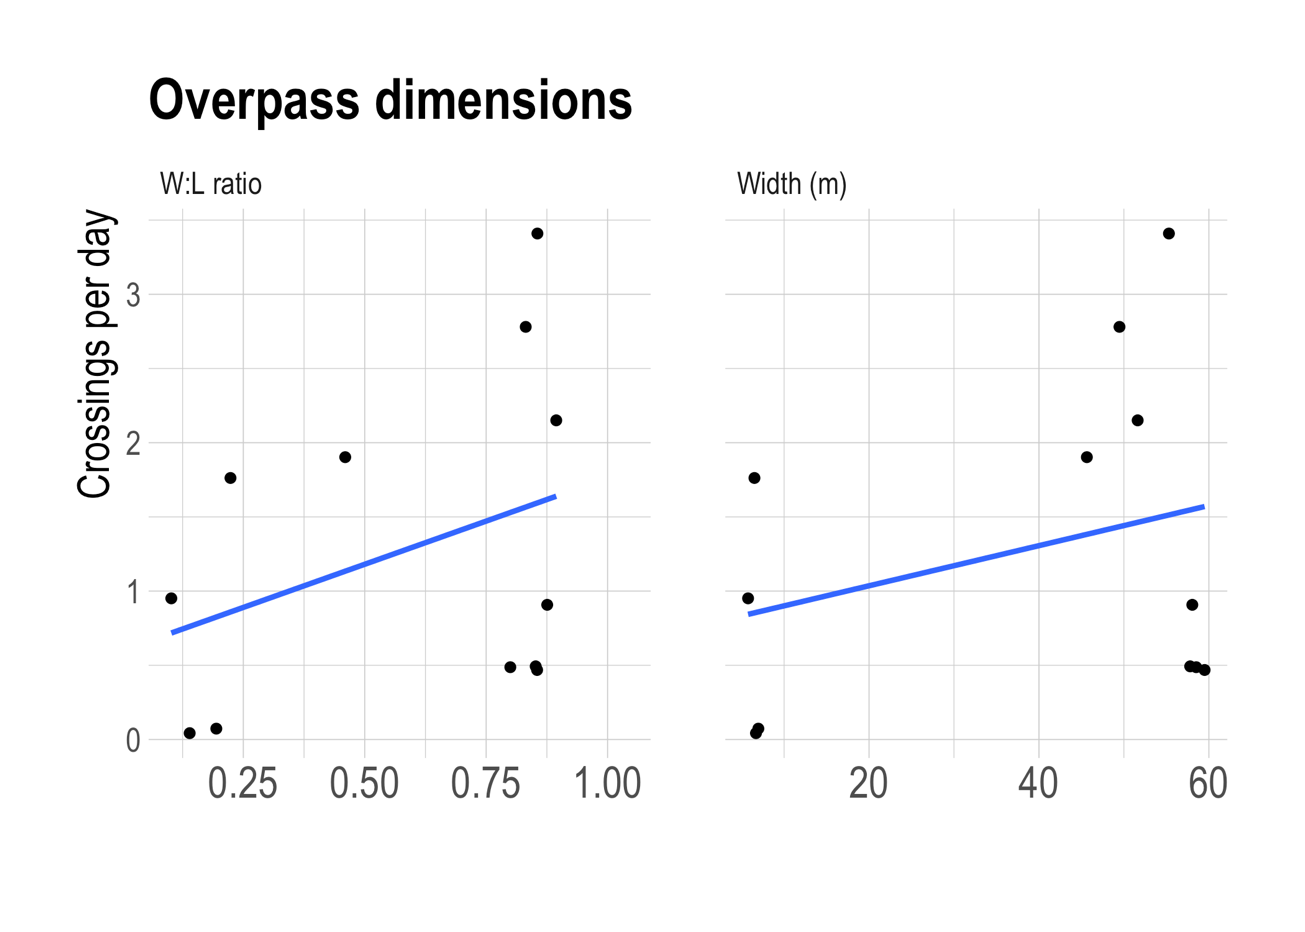 Overpass dimensions
W:L ratio
Width (m)
Crossings per day
3
2
1
0
0.25 0.50 0.75 1.00
20 40 60